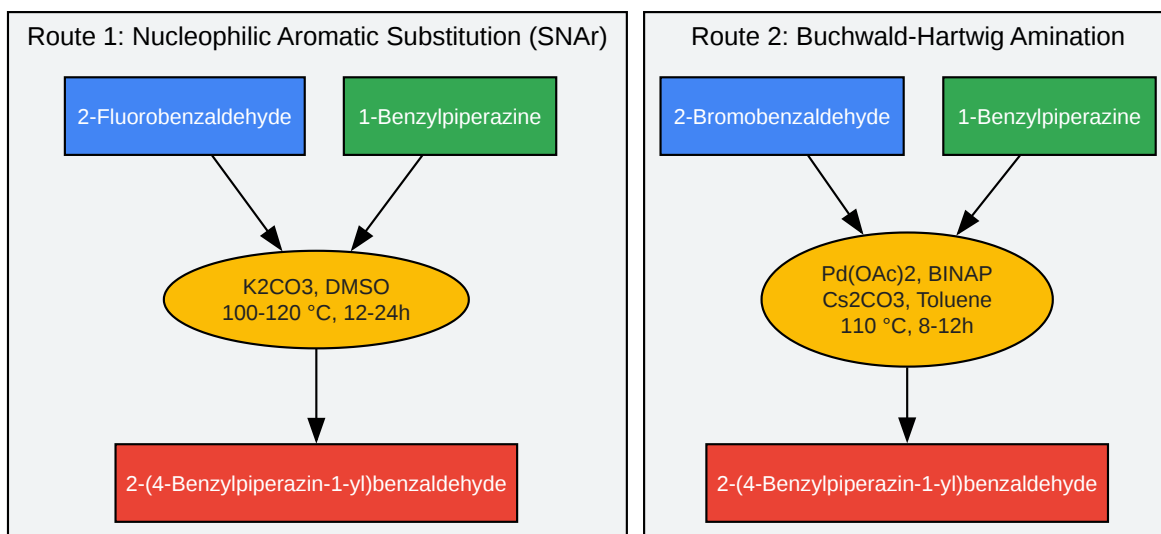 Route 1: Nucleophilic Aromatic Substitution (SNAr)
2-Fluorobenzaldehyde
1-Benzylpiperazine
K2CO3, DMSO
100-120 °C, 12-24h
2-(4-Benzylpiperazin-1-yl)benzaldehyde
Route 2: Buchwald-Hartwig Amination
2-Bromobenzaldehyde
1-Benzylpiperazine
Pd(OAc)2, BINAP
Cs2CO3, Toluene
110 °C, 8-12h
2-(4-Benzylpiperazin-1-yl)benzaldehyde